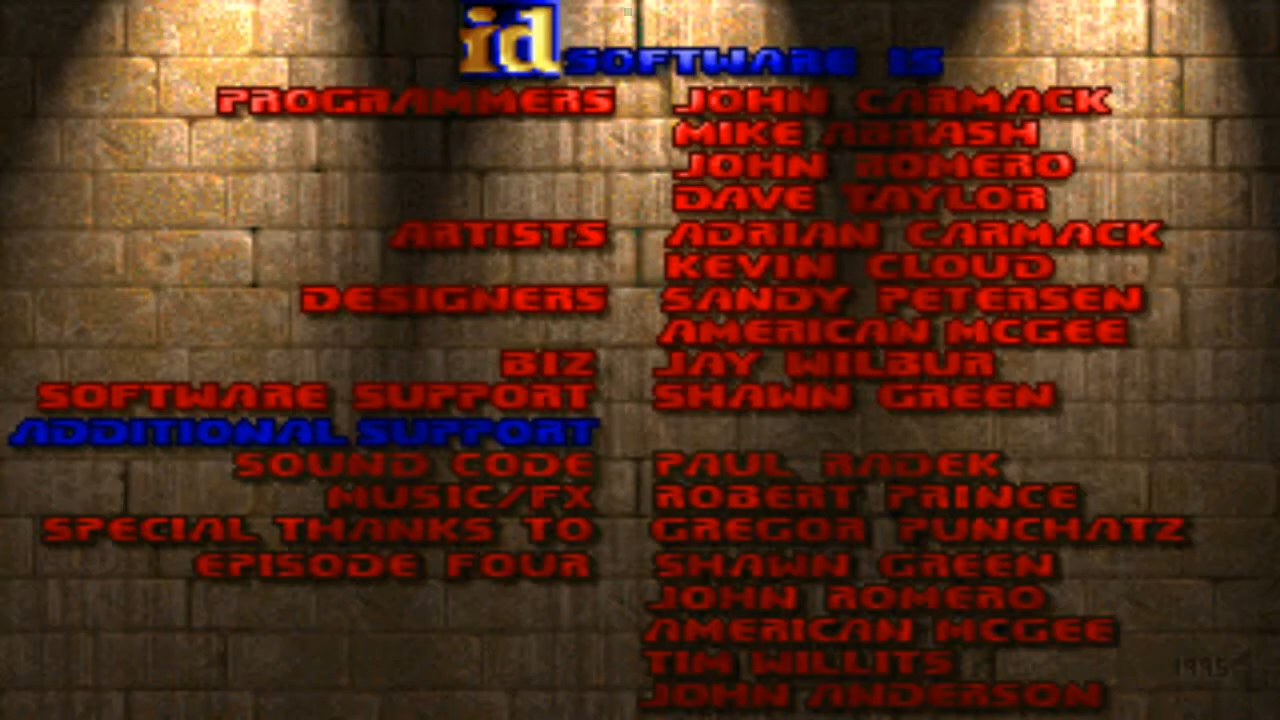 id SOFTWARE IS
PROGRAMMERS JOHN CARMACK
MIKE ABRASH
JOHN ROMERO
DAVE TAYLOR
ARTISTS ADRIAN CARMACK
KEVIN CLOUD
DESIGNERS SANDY PETERSEN
AMERICAN MCGEE
BIZ JAY WILBUR
SOFTWARE SUPPORT SHAWN GREEN
ADDITIONAL SUPPORT
SOUND CODE PAUL RADEK
MUSIC/FX ROBERT PRINCE
SPECIAL THANKS TO GREGOR PUNCHATZ
EPISODE FOUR SHAWN GREEN
JOHN ROMERO
AMERICAN MCGEE
TIM WILLITS
1995
JOHN ANDERSON